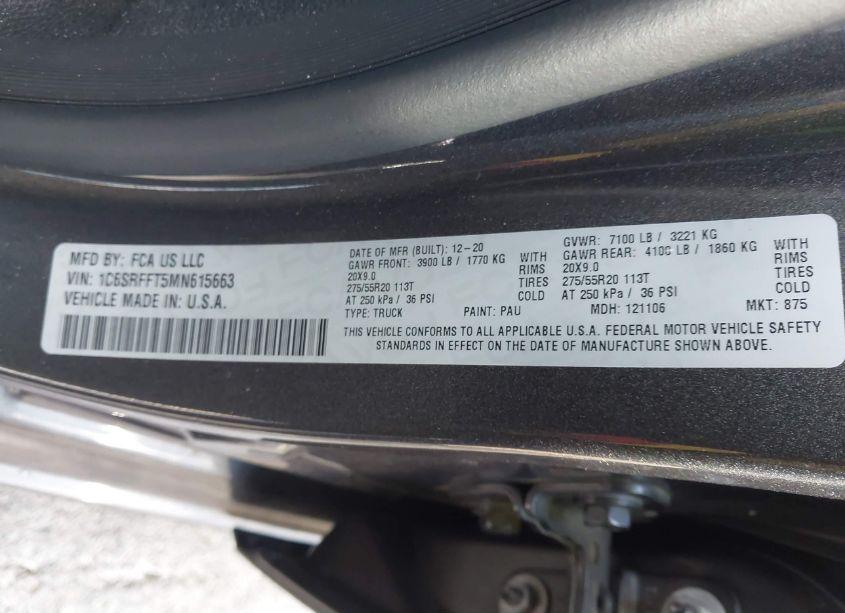 MFD BY: FCA US LLC
VIN: 1C6SRFFT5MN615663
VEHICLE MADE IN: U.S.A.
DATE OF MFR (BUILT): 12-20
GAWR FRONT: 3900 LB / 1770 KG WITH
20X9.0 RIMS
275/55R20 113T TIRES
AT 250 kPa / 36 PSI COLD
TYPE: TRUCK PAINT: PAU
GVWR: 7100 LB / 3221 KG
GAWR REAR: 4100 LB / 1860 KG WITH
20X9.0 RIMS
275/55R20 113T TIRES
AT 250 kPa / 36 PSI COLD
MDH: 121106 MKT: 875
THIS VEHICLE CONFORMS TO ALL APPLICABLE U.S.A. FEDERAL MOTOR VEHICLE SAFETY
STANDARDS IN EFFECT ON THE DATE OF MANUFACTURE SHOWN ABOVE.